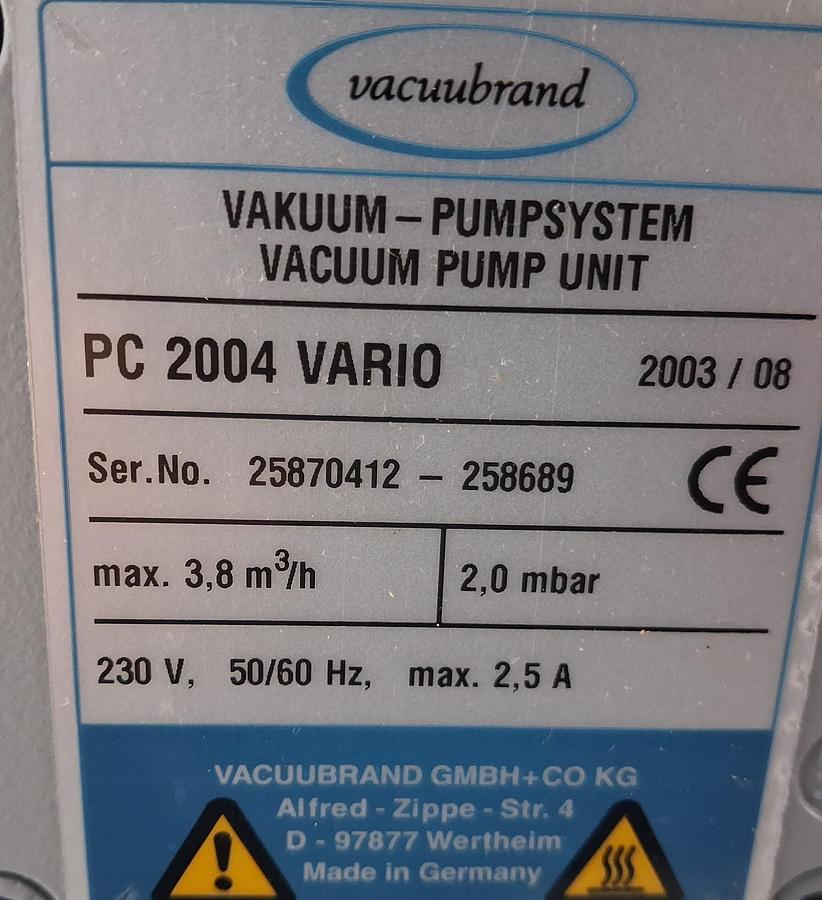 vacuubrand
VAKUUM – PUMPSYSTEM
VACUUM PUMP UNIT
PC 2004 VARIO 2003 / 08
Ser.No. 25870412 – 258689 CE
max. 3,8 m³/h 2,0 mbar
230 V, 50/60 Hz, max. 2,5 A
VACUUBRAND GMBH+CO KG
Alfred - Zippe - Str. 4
D - 97877 Wertheim
Made in Germany